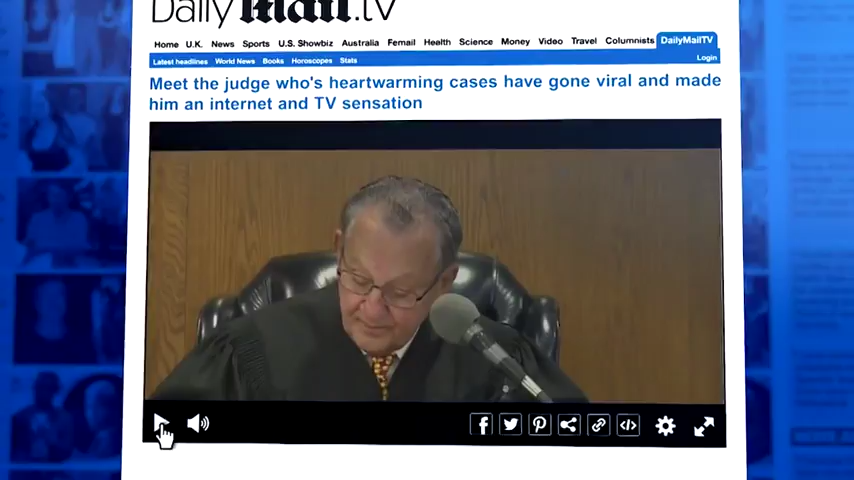 Daily Mail.tv
Home U.K. News Sports U.S. Showbiz Australia Femail Health Science Money Video Travel Columnists DailyMailTV
Latest headlines World News Books Horoscopes Stats Login
Meet the judge who's heartwarming cases have gone viral and made
him an internet and TV sensation